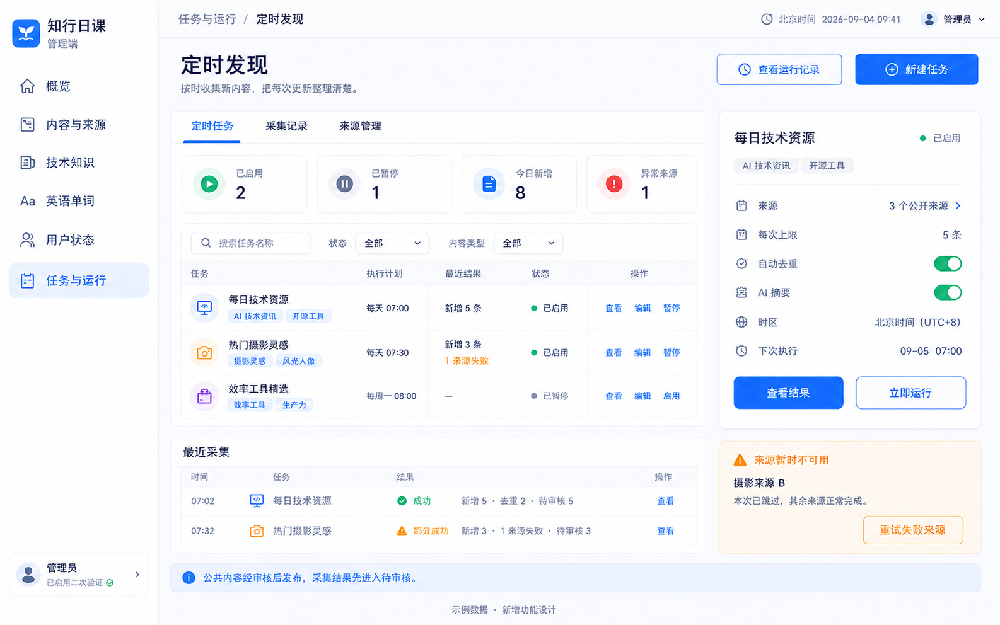 知行日课
管理端
概览
内容与来源
技术知识
Aa 英语单词
用户状态
任务与运行
管理员
已启用二次验证
任务与运行 / 定时发现
北京时间 2026-09-04 09:41
管理员
定时发现
按时收集新内容，把每次更新整理清楚。
查看运行记录
新建任务
定时任务 采集记录 来源管理
已启用
2
已暂停
1
今日新增
8
异常来源
1
搜索任务名称 状态 全部 内容类型 全部
任务 执行计划 最近结果 状态 操作
每日技术资源
AI 技术资讯 开源工具
每天 07:00 新增 5 条 已启用 查看 编辑 暂停
热门摄影灵感
摄影灵感 风光人像
每天 07:30 新增 3 条
1 来源失败
已启用 查看 编辑 暂停
效率工具精选
效率工具 生产力
每周一 08:00 — 已暂停 查看 编辑 启用
最近采集
时间 任务 结果 操作
07:02 每日技术资源 成功 新增 5 · 去重 2 · 待审核 5 查看
07:32 热门摄影灵感 部分成功 新增 3 · 1 来源失败 · 待审核 3 查看
每日技术资源 已启用
AI 技术资讯 开源工具
来源 3 个公开来源
每次上限 5 条
自动去重
AI 摘要
时区 北京时间（UTC+8）
下次执行 09-05 07:00
查看结果 立即运行
来源暂时不可用
摄影来源 B
本次已跳过，其余来源正常完成。
重试失败来源
公共内容经审核后发布，采集结果先进入待审核。
示例数据 · 新增功能设计